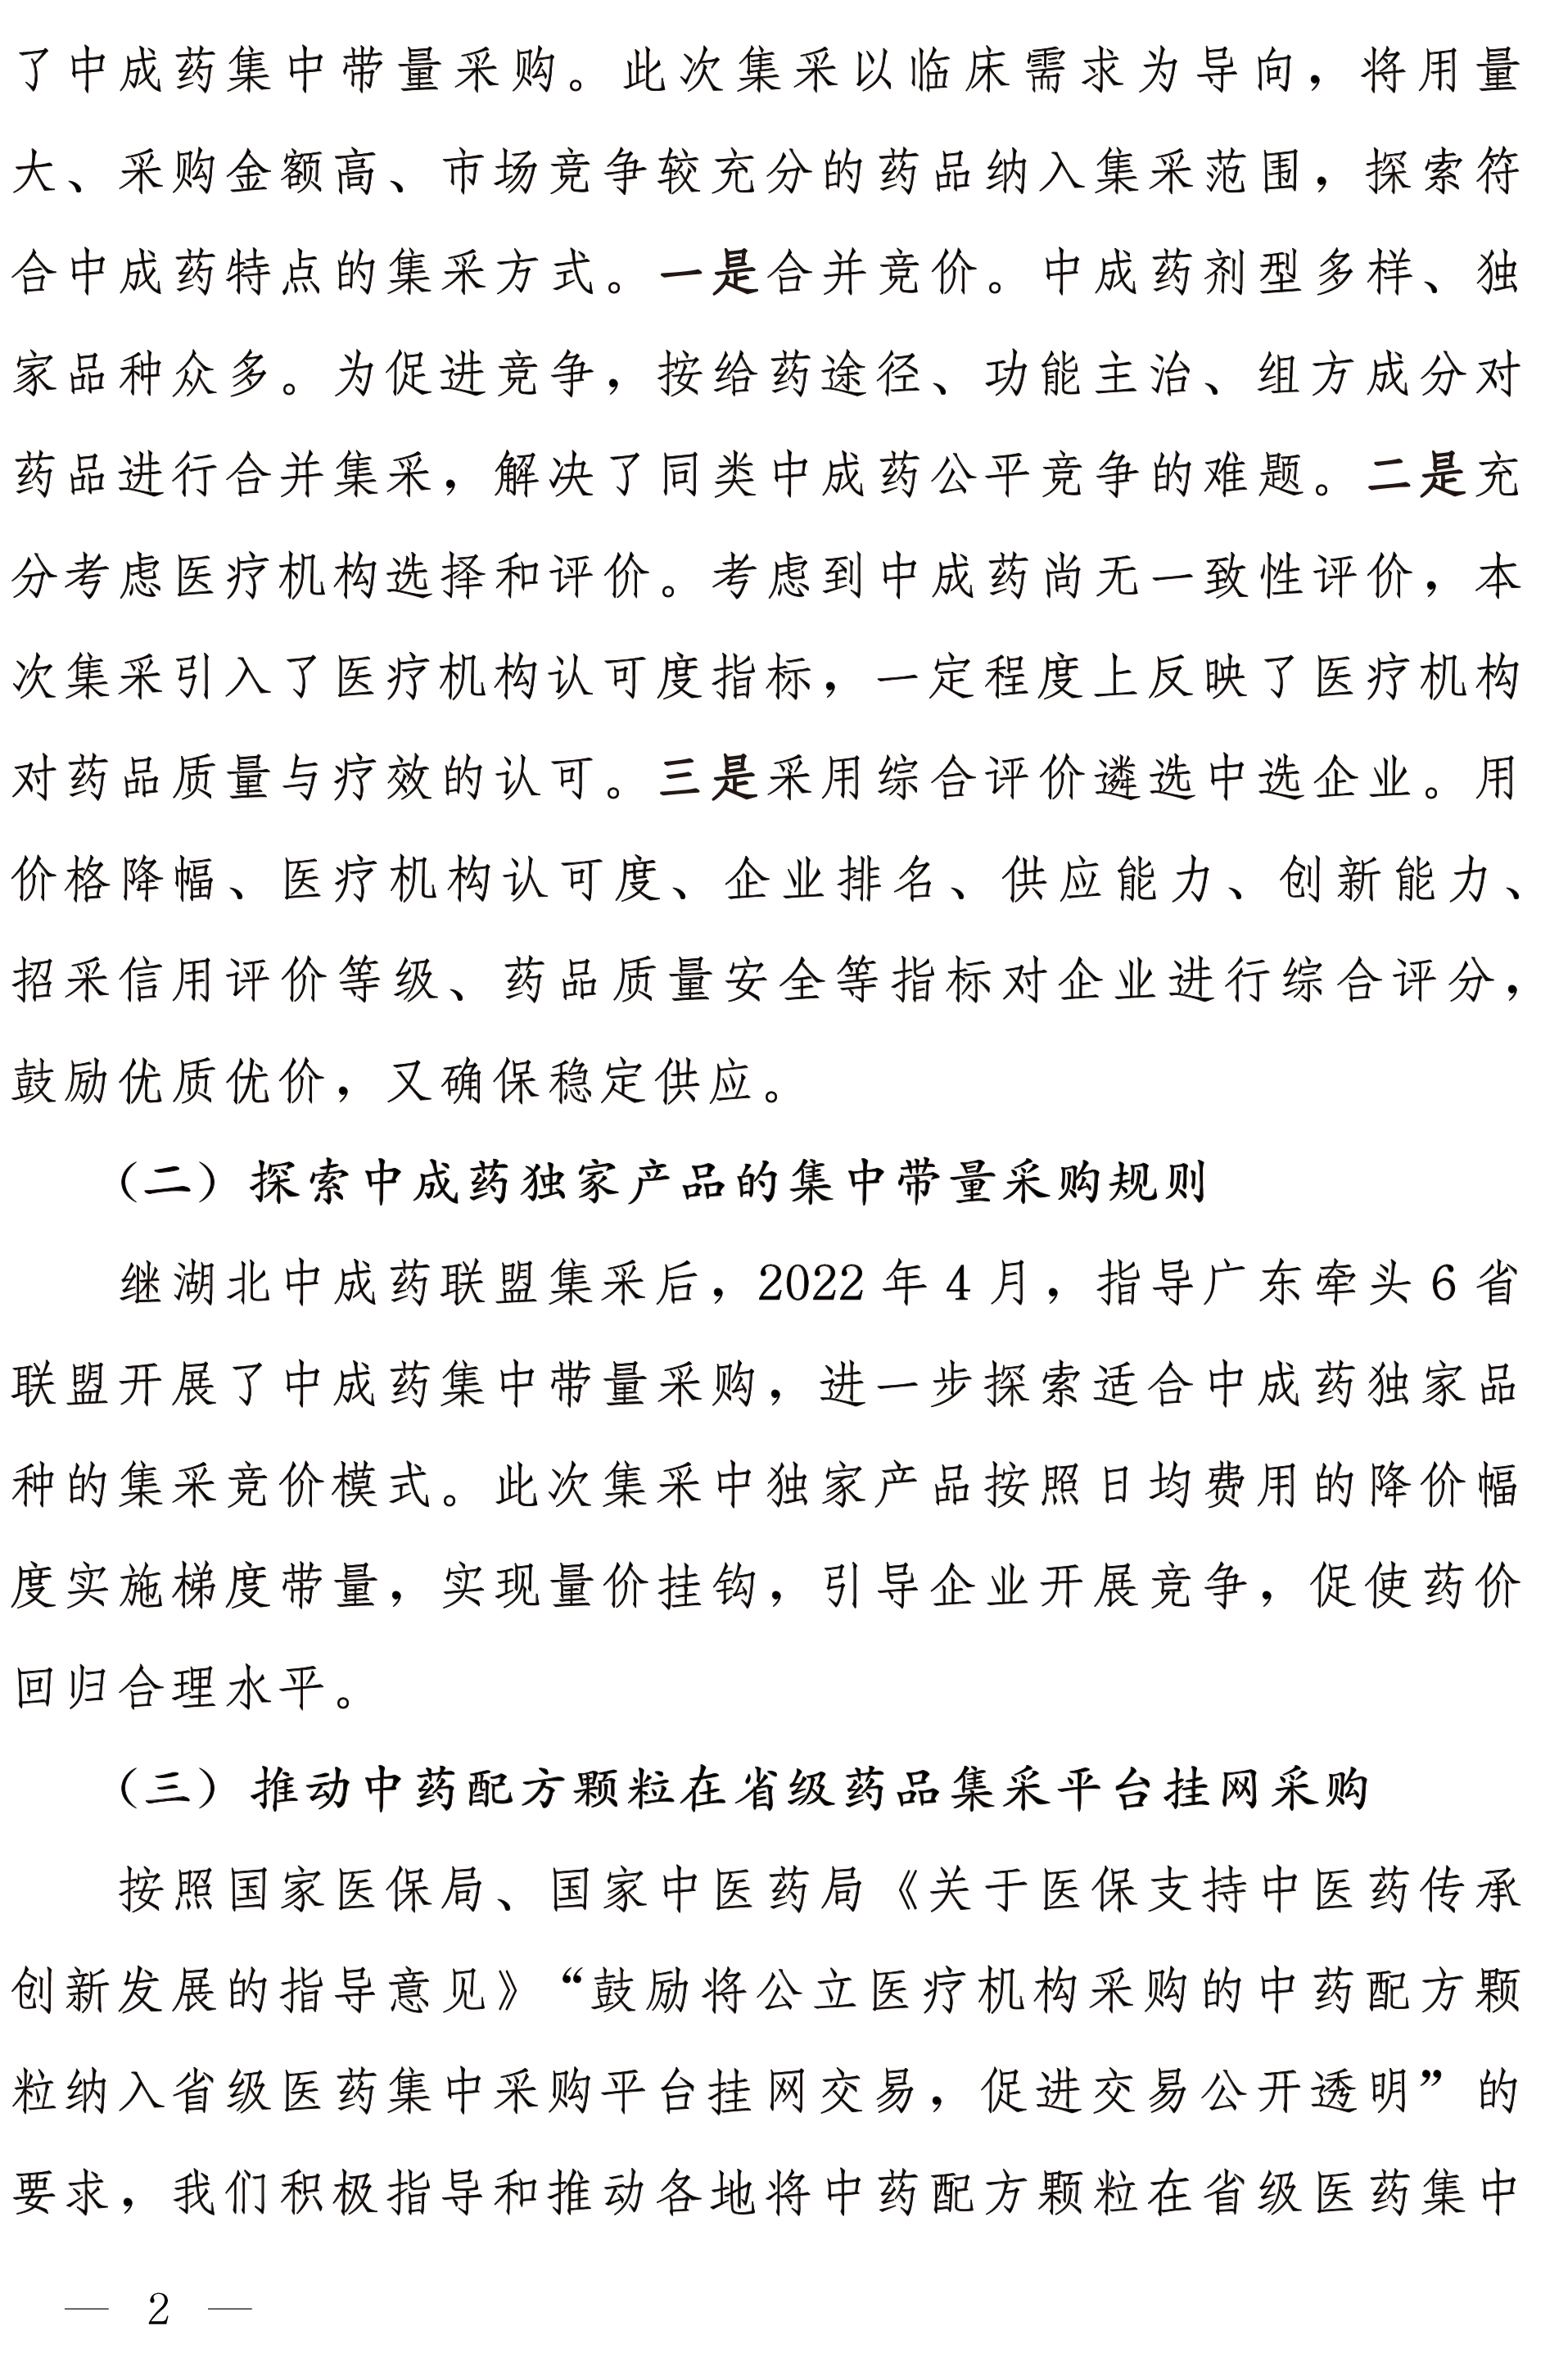 了中成药集中带量采购。此次集采以临床需求为导向，将用量
大、采购金额高、市场竞争较充分的药品纳入集采范围，探索符
合中成药特点的集采方式。一是合并竞价。中成药剂型多样、独
家品种众多。为促进竞争，按给药途径、功能主治、组方成分对
药品进行合并集采，解决了同类中成药公平竞争的难题。二是充
分考虑医疗机构选择和评价。考虑到中成药尚无一致性评价，本
次集采引入了医疗机构认可度指标，一定程度上反映了医疗机构
对药品质量与疗效的认可。三是采用综合评价遴选中选企业。用
价格降幅、医疗机构认可度、企业排名、供应能力、创新能力、
招采信用评价等级、药品质量安全等指标对企业进行综合评分，
鼓励优质优价，又确保稳定供应。
（二）探索中成药独家产品的集中带量采购规则
继湖北中成药联盟集采后，2022 年 4 月，指导广东牵头 6 省
联盟开展了中成药集中带量采购，进一步探索适合中成药独家品
种的集采竞价模式。此次集采中独家产品按照日均费用的降价幅
度实施梯度带量，实现量价挂钩，引导企业开展竞争，促使药价
回归合理水平。
（三）推动中药配方颗粒在省级药品集采平台挂网采购
按照国家医保局、国家中医药局《关于医保支持中医药传承
创新发展的指导意见》“鼓励将公立医疗机构采购的中药配方颗
粒纳入省级医药集中采购平台挂网交易，促进交易公开透明”的
要求，我们积极指导和推动各地将中药配方颗粒在省级医药集中
— 2 —